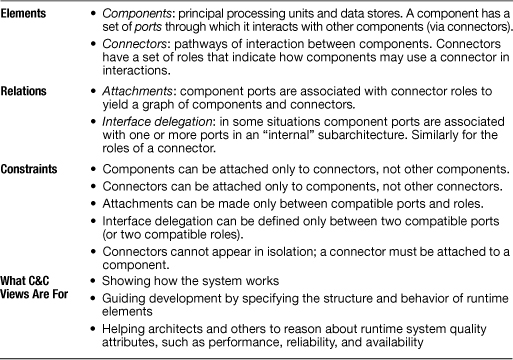 Elements
• Components: principal processing units and data stores. A component has a
set of ports through which it interacts with other components (via connectors).
• Connectors: pathways of interaction between components. Connectors
have a set of roles that indicate how components may use a connector in
interactions.
Relations
• Attachments: component ports are associated with connector roles to
yield a graph of components and connectors.
• Interface delegation: in some situations component ports are associated
with one or more ports in an “internal” subarchitecture. Similarly for the
roles of a connector.
Constraints
• Components can be attached only to connectors, not other components.
• Connectors can be attached only to components, not other connectors.
• Attachments can be made only between compatible ports and roles.
• Interface delegation can be defined only between two compatible ports
(or two compatible roles).
• Connectors cannot appear in isolation; a connector must be attached to a
component.
What C&C
Views Are For
• Showing how the system works
• Guiding development by specifying the structure and behavior of runtime
elements
• Helping architects and others to reason about runtime system quality
attributes, such as performance, reliability, and availability